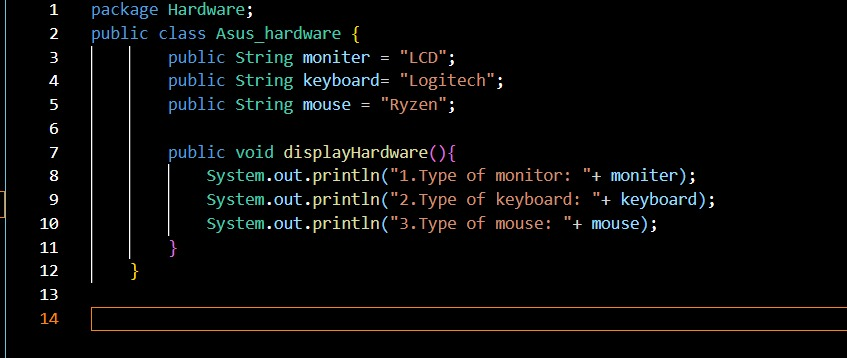 1 package Hardware;
2 public class Asus_hardware {
3 public String moniter = "LCD";
4 public String keyboard= "Logitech";
5 public String mouse = "Ryzen";
6
7 public void displayHardware(){
8 System.out.println("1.Type of monitor: "+ moniter);
9 System.out.println("2.Type of keyboard: "+ keyboard);
10 System.out.println("3.Type of mouse: "+ mouse);
11 }
12 }
13
14